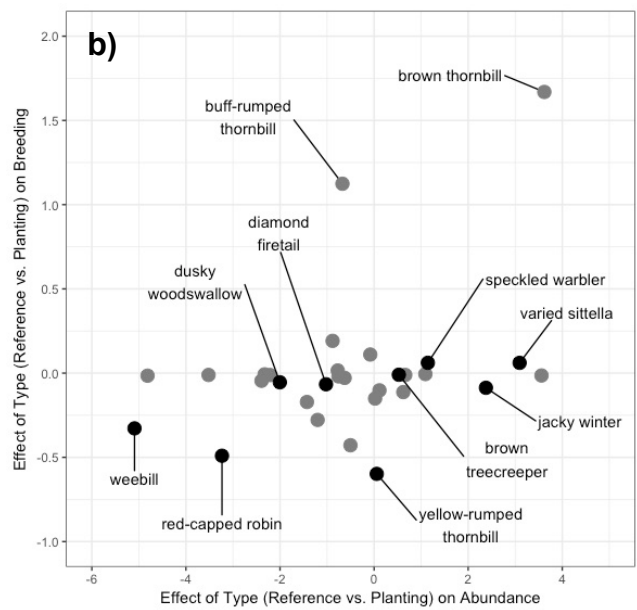 b)
2.0
brown thornbill
buff-rumped
thornbill
1.5
1.0
diamond
firetail
dusky
woodswallow
speckled warbler
0.5
varied sittella
0.0
jacky winter
brown
treecreeper
-0.5
weebill
red-capped robin
yellow-rumped
thornbill
-1.0
-6
-4
-2
0
2
4
Effect of Type (Reference vs. Planting) on Abundance
Effect of Type (Reference vs. Planting) on Breeding